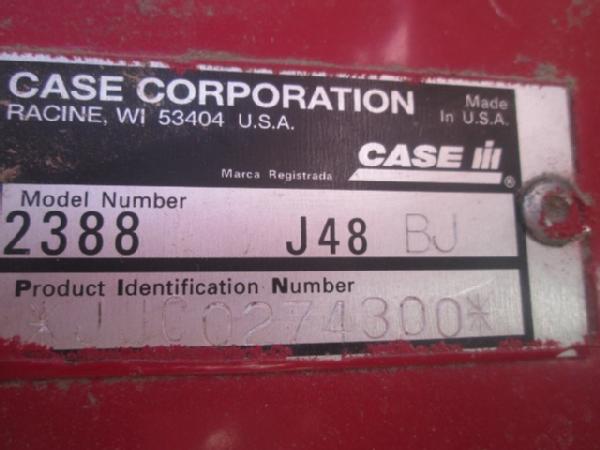 CASE CORPORATION
RACINE, WI 53404 U.S.A.
Made
In U.S.A.
Marca Registrada
CASE IH®
Model Number
2388 J48 BJ
Product Identification Number
*JJC0274300*